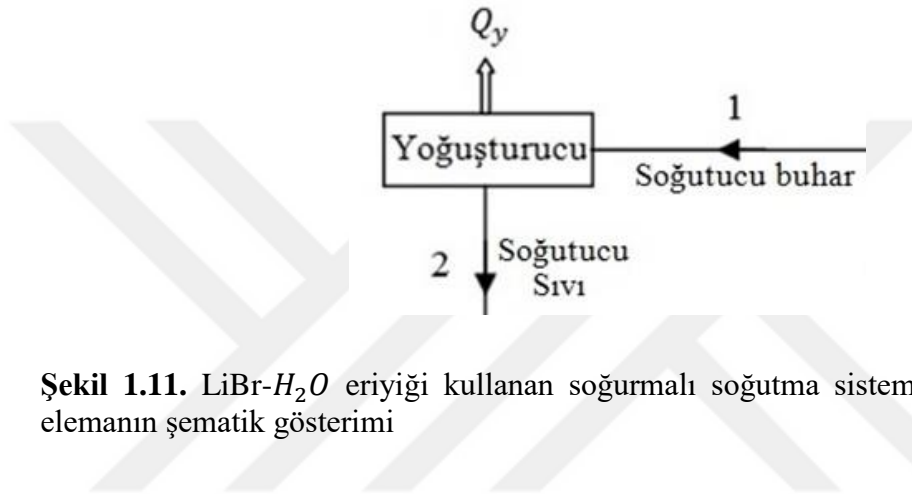 Q_y
1
Yoğuşturucu
Soğutucu buhar
2
Soğutucu
Sıvı
Şekil 1.11. LiBr-H₂O eriyiği kullanan soğurmalı soğutma sistem
elemanın şematik gösterimi